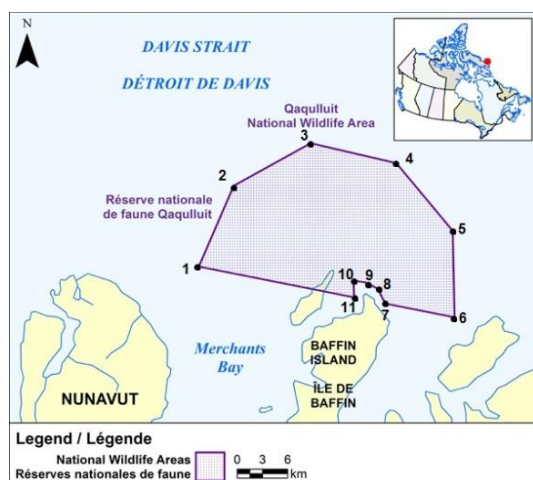 N
DAVIS STRAIT
DÉTROIT DE DAVIS
Qaqulluit
National Wildlife Area
3
4
2
Réserve nationale
de faune Qaqulluit
5
1
10
9
8
11
7
6
Merchants
Bay
BAFFIN
ISLAND
ÎLE DE
BAFFIN
NUNAVUT
Legend / Légende
National Wildlife Areas
Réserves nationales de faune
0 3 6
km